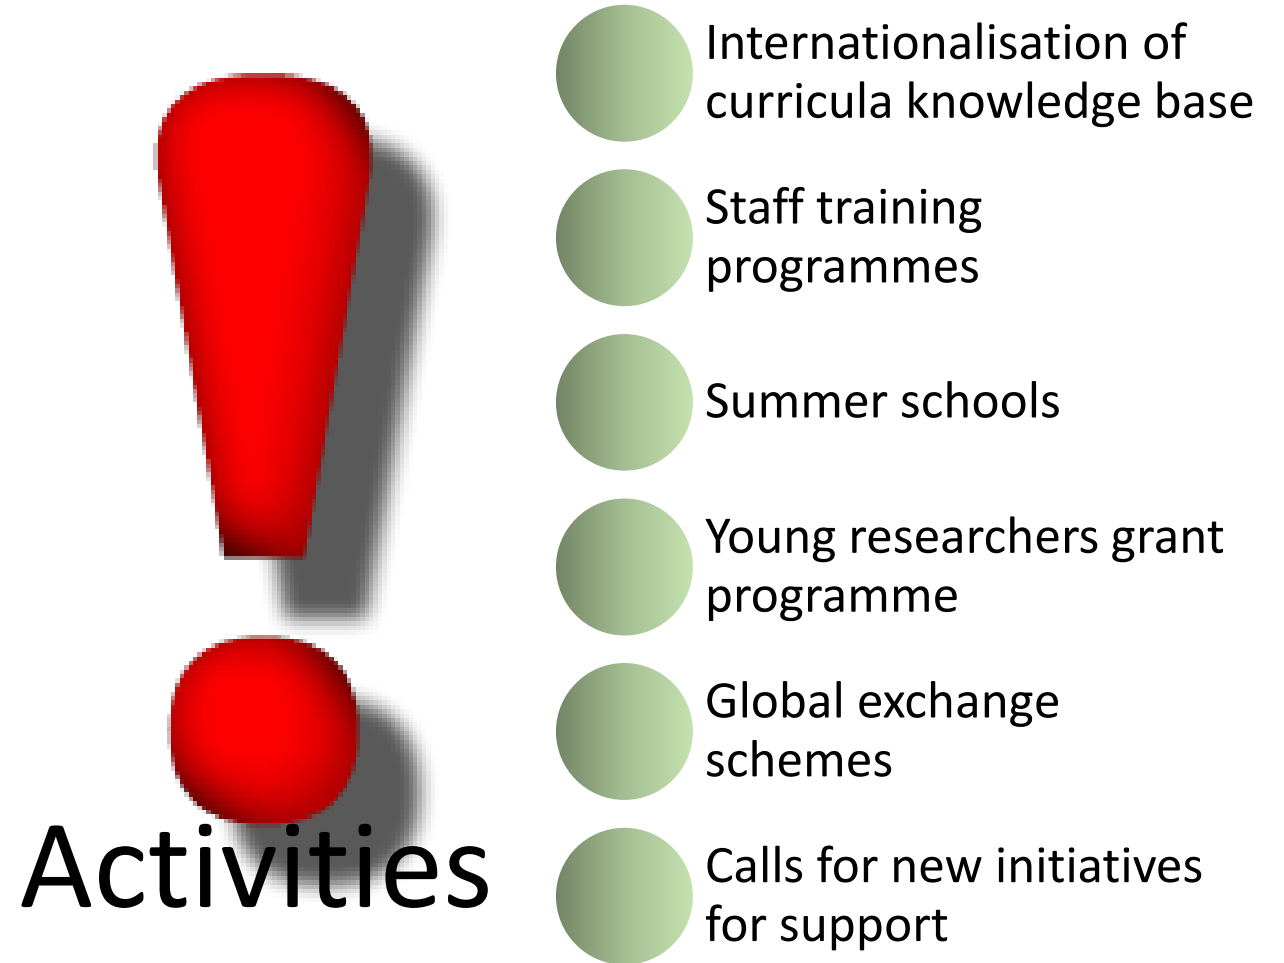 Activities
Internationalisation of
curricula knowledge base
Staff training
programmes
Summer schools
Young researchers grant
programme
Global exchange
schemes
Calls for new initiatives
for support